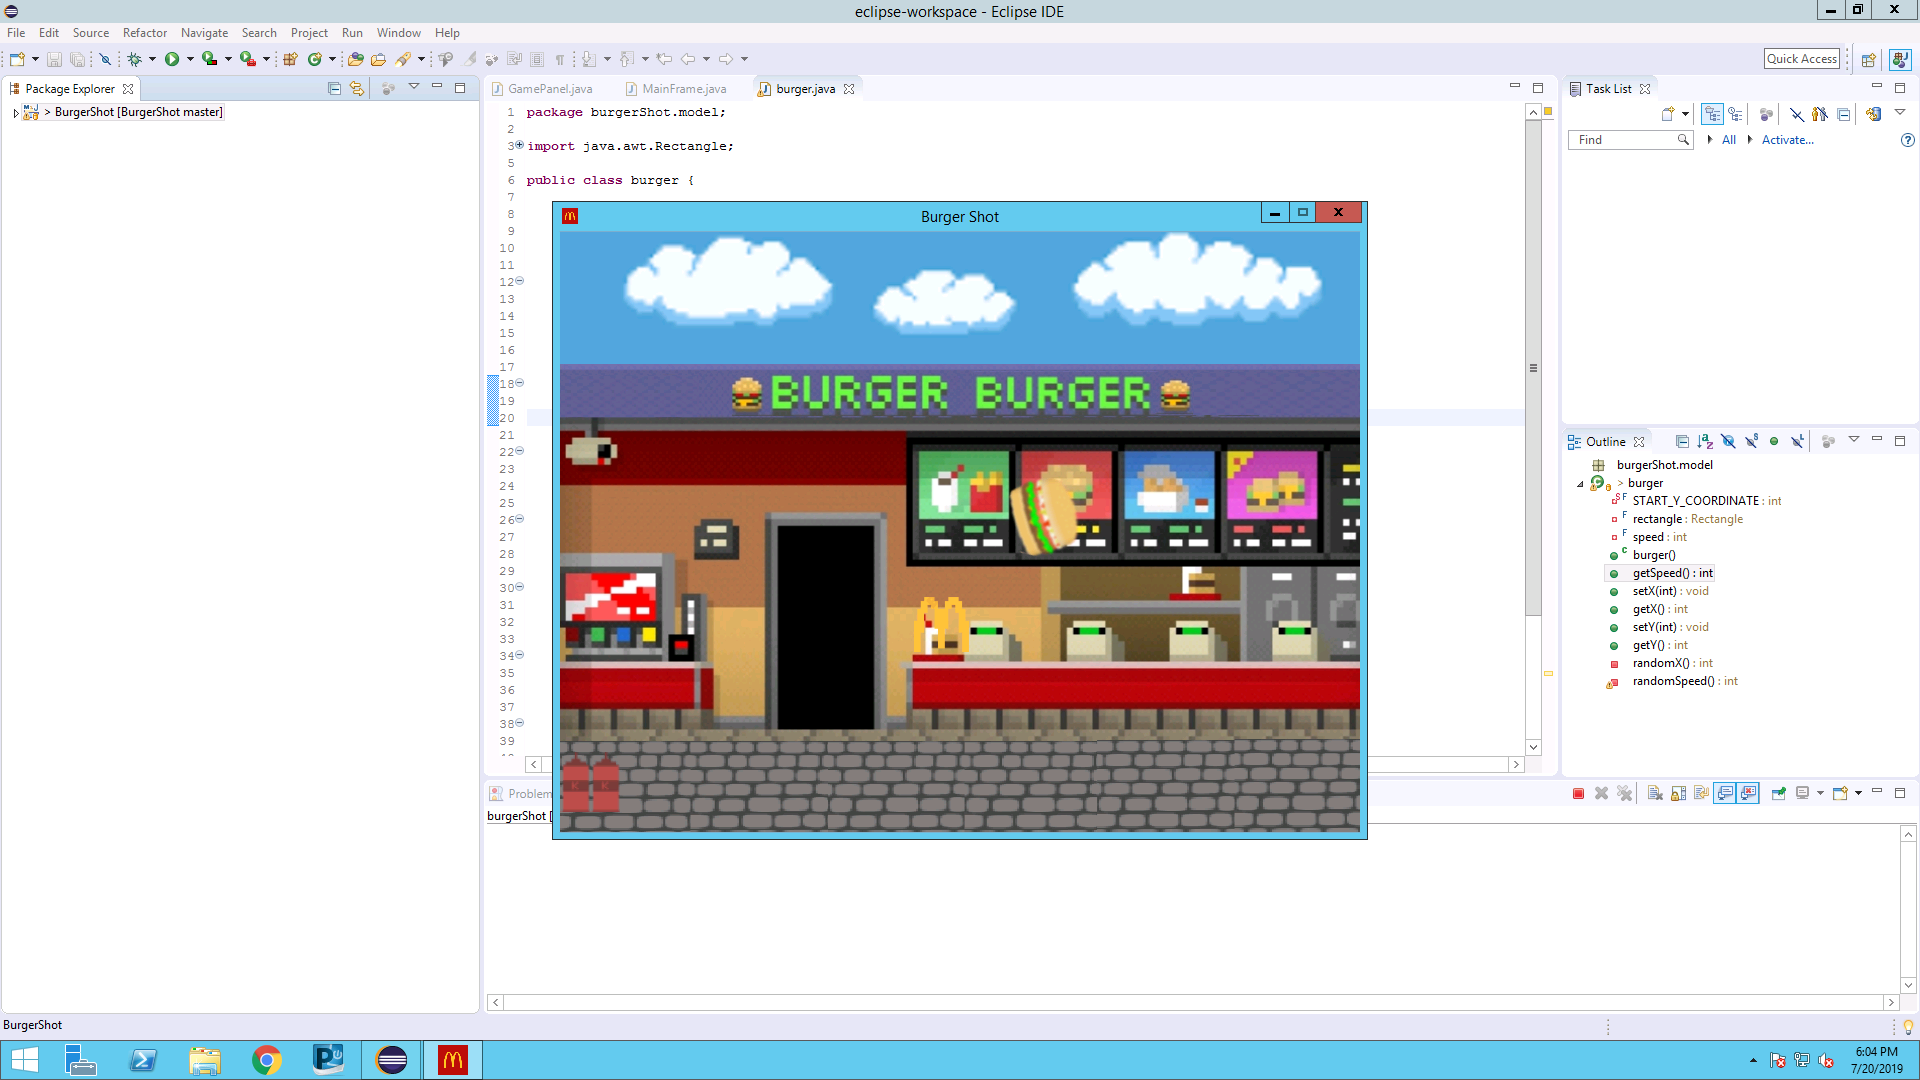 eclipse-workspace - Eclipse IDE
File Edit Source Refactor Navigate Search Project Run Window Help
Quick Access
Package Explorer
> BurgerShot [BurgerShot master]
GamePanel.java
MainFrame.java
burger.java
1 package burgerShot.model;
2
3 import java.awt.Rectangle;
5
6 public class burger {
7
8
9
10
11
12
13
14
15
16
17
18
19
20
21
22
23
24
25
26
27
28
29
30
31
32
33
34
35
36
37
38
39
Burger Shot
BURGER BURGER
Problem
burgerShot [
Task List
Find
All
Activate...
Outline
burgerShot.model
> burger
START_Y_COORDINATE : int
rectangle : Rectangle
speed : int
burger()
getSpeed() : int
setX(int) : void
getX() : int
setY(int) : void
getY() : int
randomX() : int
randomSpeed() : int
BurgerShot
6:04 PM
7/20/2019